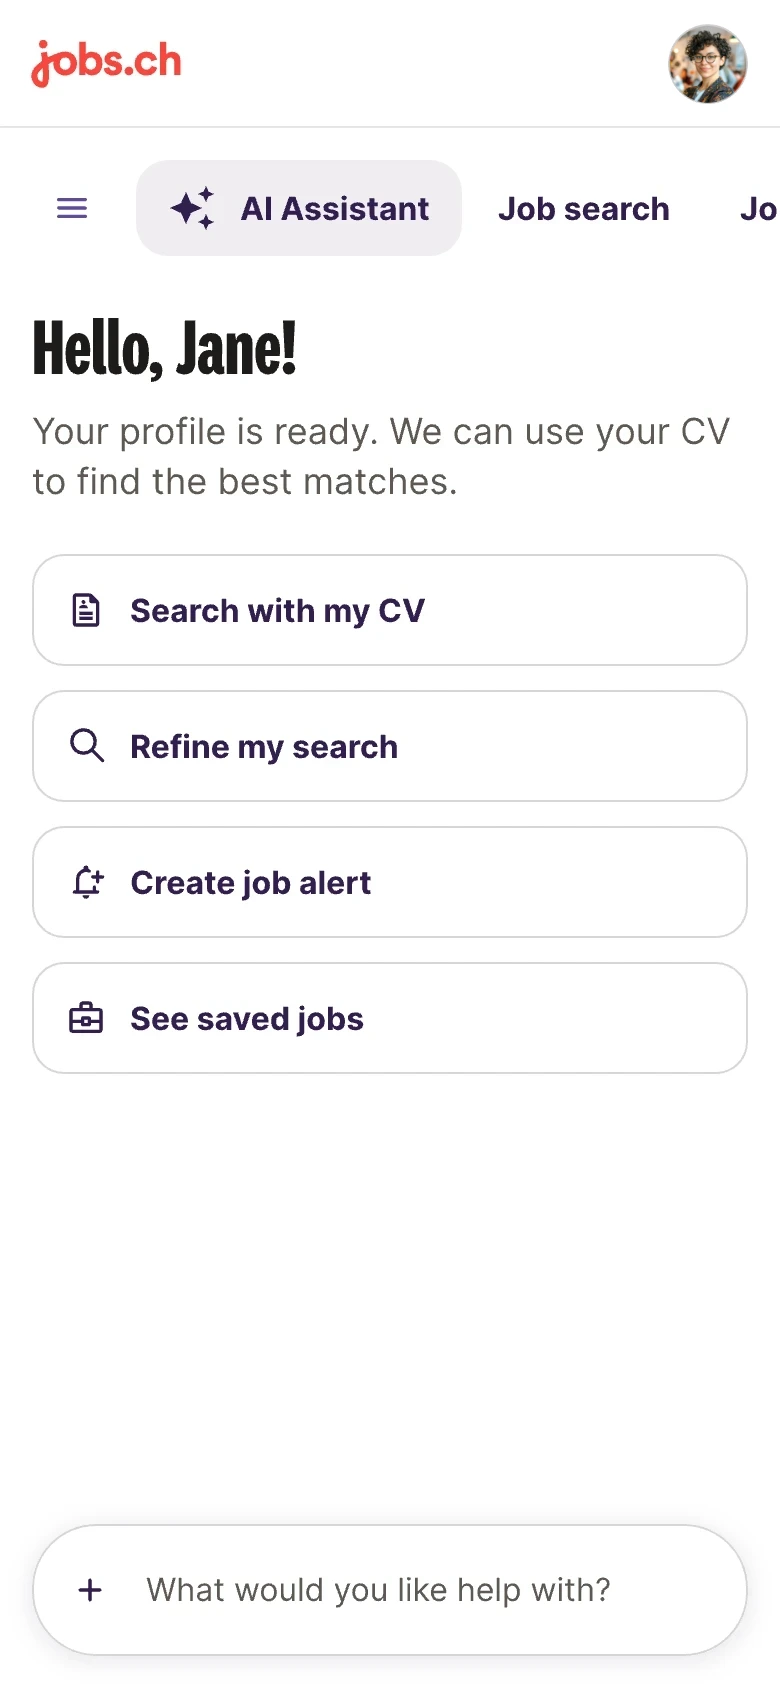 jobs.ch
AI Assistant
Job search
Jo
Hello, Jane!
Your profile is ready. We can use your CV
to find the best matches.
Search with my CV
Refine my search
Create job alert
See saved jobs
+ What would you like help with?